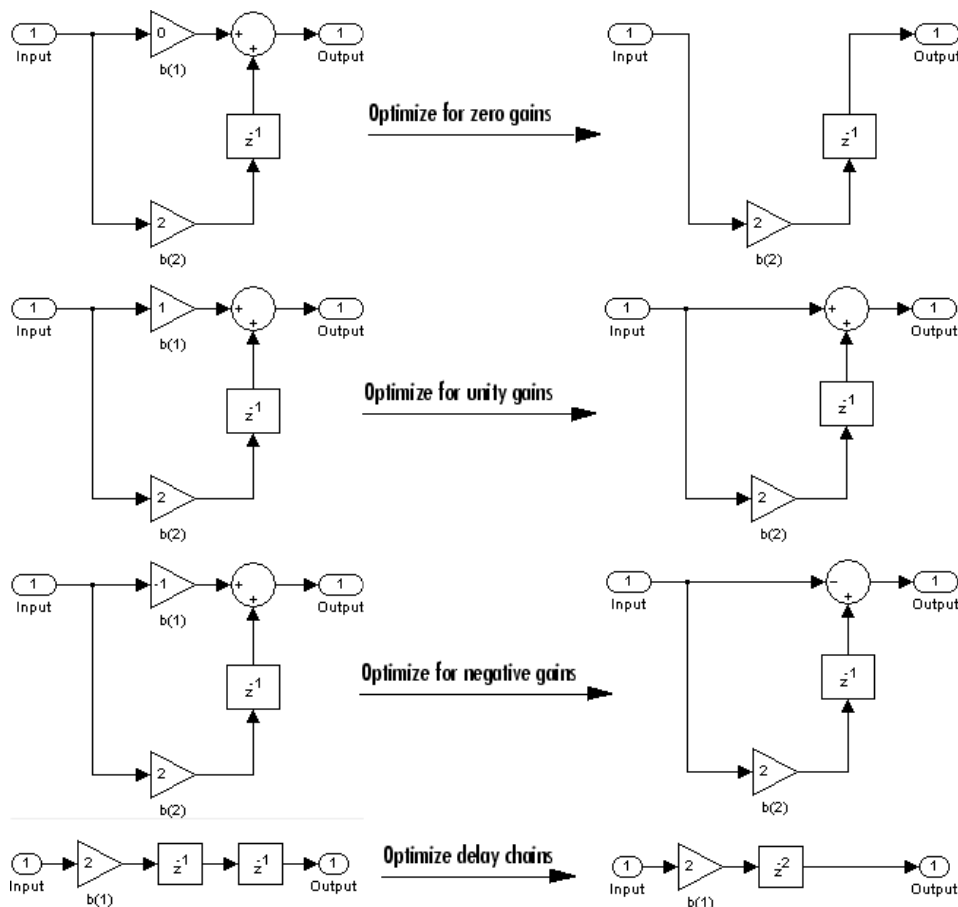 1
Input
0
b(1)
+
+
1
Output
z^-1
2
b(2)
Optimize for zero gains
1
Input
2
b(2)
z^-1
1
Output
1
Input
1
b(1)
+
+
1
Output
z^-1
2
b(2)
Optimize for unity gains
1
Input
+
+
1
Output
z^-1
2
b(2)
1
Input
-1
b(1)
+
+
1
Output
z^-1
2
b(2)
Optimize for negative gains
1
Input
−
+
1
Output
z^-1
2
b(2)
1
Input
2
b(1)
z^-1
z^-1
1
Output
Optimize delay chains
1
Input
2
b(1)
z^-2
1
Output